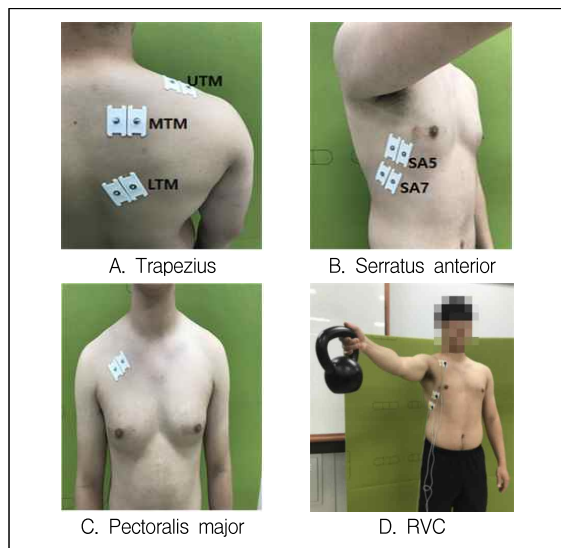 UTM
MTM
LTM
A. Trapezius
SA5
SA7
B. Serratus anterior
C. Pectoralis major
D. RVC